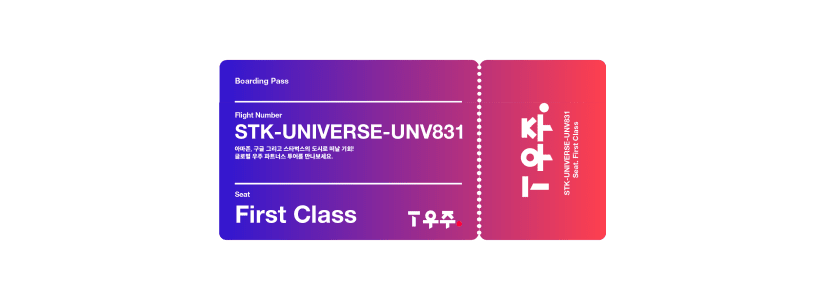 Boarding Pass
Flight Number
STK-UNIVERSE-UNV831
아마존, 구글 그리고 스타벅스의 도시로 떠날 기회!
글로벌 우주 파트너스 투어를 만나보세요.
Seat
First Class
T 우주.
T 우주.
STK-UNIVERSE-UNV831
Seat. First Class